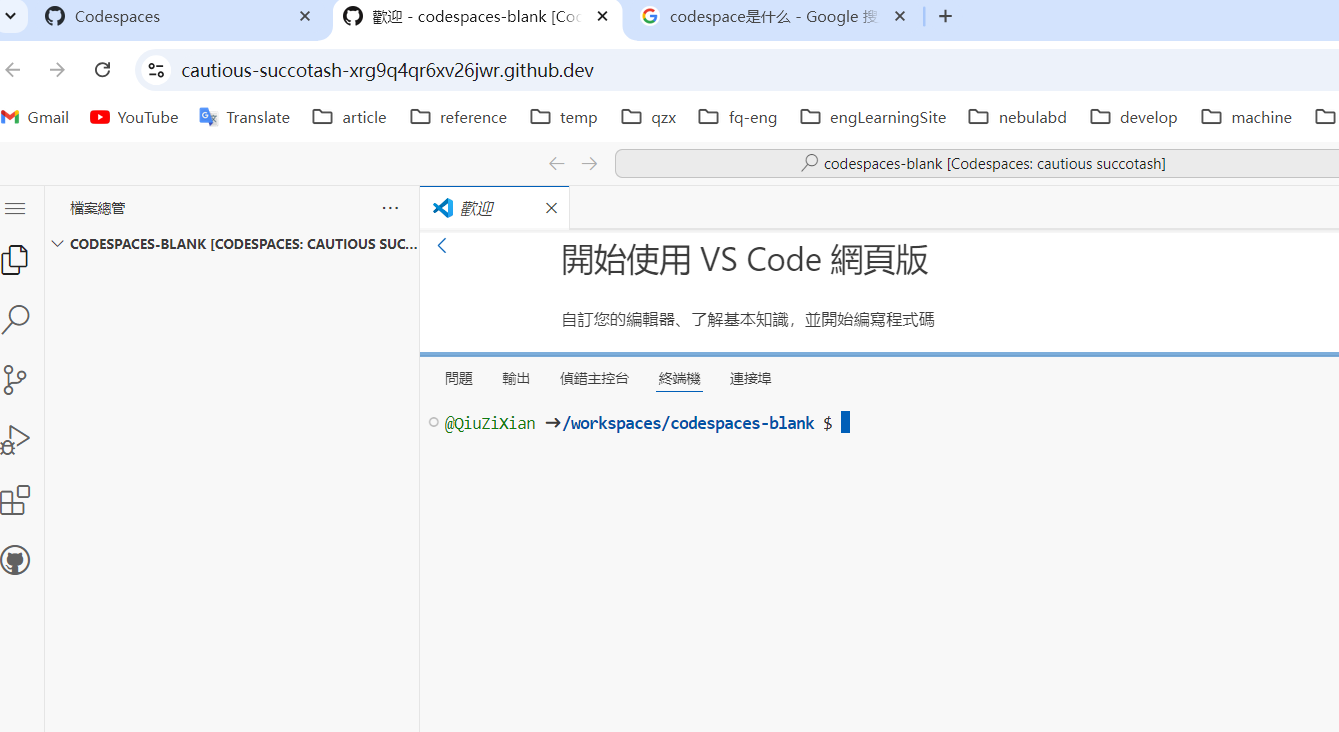 Codespaces
歡迎 - codespaces-blank [Co
codespace是什么 - Google 搜
cautious-succotash-xrg9q4qr6xv26jwr.github.dev
Gmail YouTube Translate article reference temp qzx fq-eng engLearningSite nebulabd develop machine
codespaces-blank [Codespaces: cautious succotash]
檔案總管
CODESPACES-BLANK [CODESPACES: CAUTIOUS SUC...
歡迎
開始使用 VS Code 網頁版
自訂您的編輯器、了解基本知識，並開始編寫程式碼
問題 輸出 偵錯主控台 終端機 連接埠
@QiuZiXian ➜/workspaces/codespaces-blank $